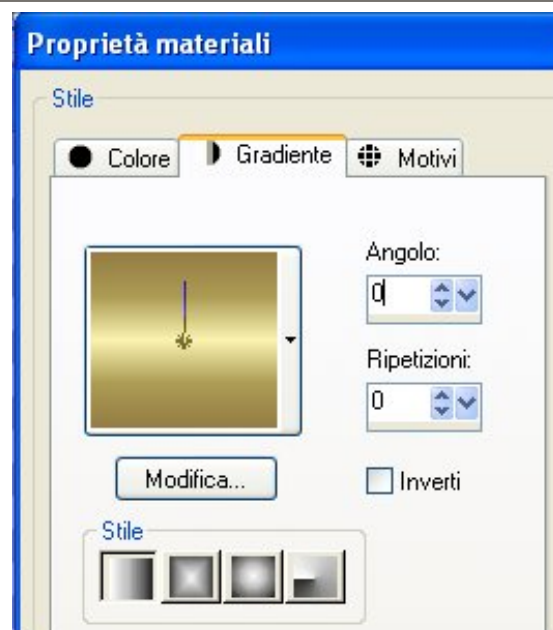 Proprietà materiali
Stile
Colore Gradiente Motivi
Angolo:
0
Ripetizioni:
0
Modifica...
Inverti
Stile